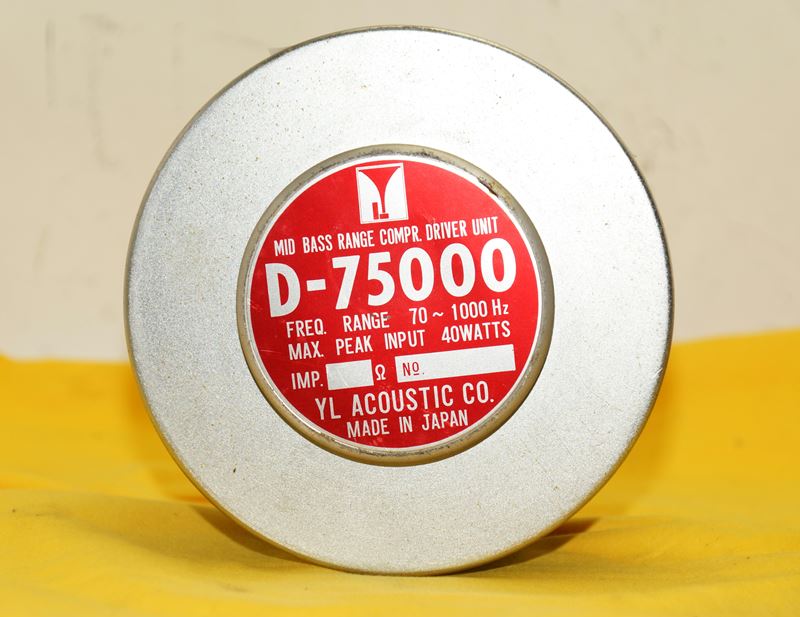 MID BASS RANGE COMPR. DRIVER UNIT
D-75000
FREQ. RANGE 70 ~ 1000 Hz
MAX. PEAK INPUT 40WATTS
IMP. Ω No.
YL ACOUSTIC CO.
MADE IN JAPAN